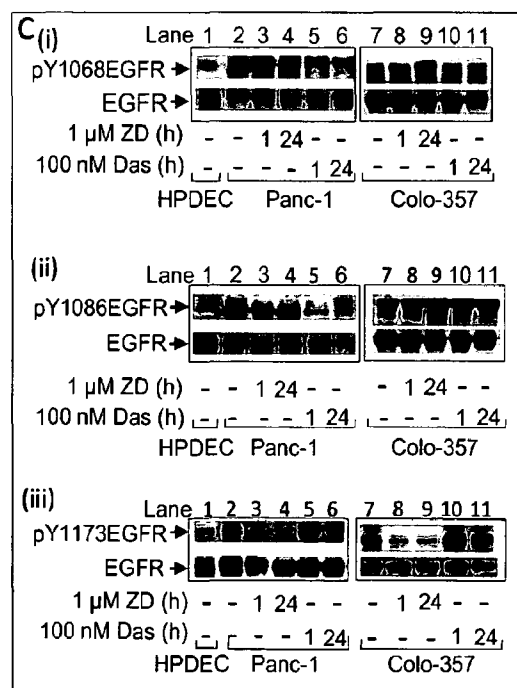 C
(i) Lane 1 2 3 4 5 6 7 8 9 10 11
pY1068EGFR
EGFR
1 µM ZD (h) - - 1 24 - - - 1 24 - -
100 nM Das (h) - - - - 1 24 - - - 1 24
HPDEC Panc-1 Colo-357
(ii) Lane 1 2 3 4 5 6 7 8 9 10 11
pY1086EGFR
EGFR
1 µM ZD (h) - - 1 24 - - - 1 24 - -
100 nM Das (h) - - - - 1 24 - - - 1 24
HPDEC Panc-1 Colo-357
(iii) Lane 1 2 3 4 5 6 7 8 9 10 11
pY1173EGFR
EGFR
1 µM ZD (h) - - 1 24 - - - 1 24 - -
100 nM Das (h) - - - - 1 24 - - - 1 24
HPDEC Panc-1 Colo-357